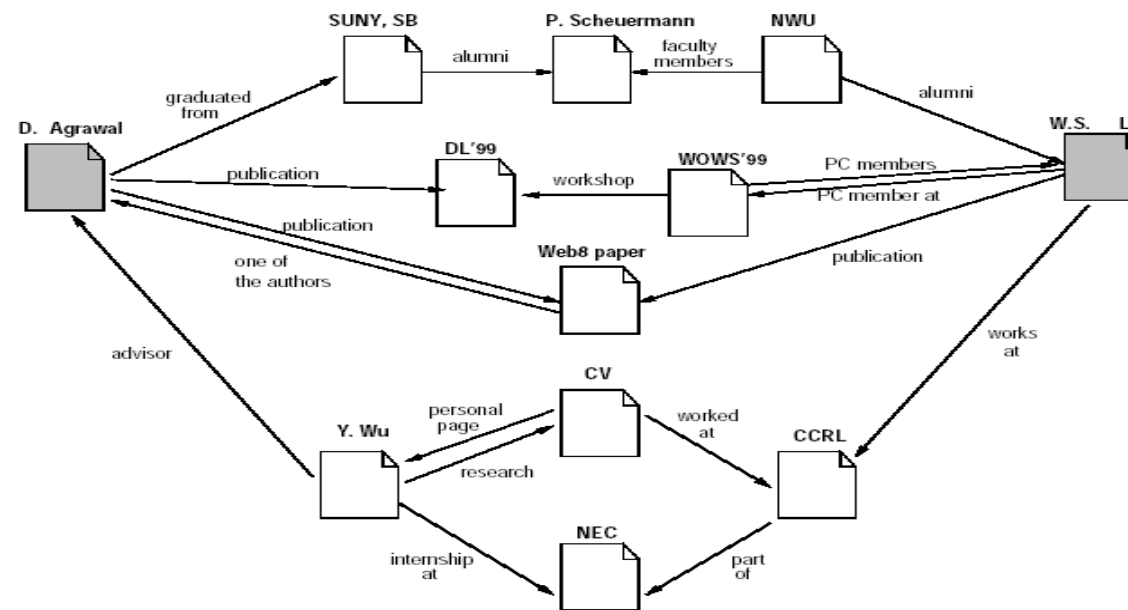 SUNY, SB
P. Scheuermann
NWU
alumni
faculty
members
graduated
from
alumni
D. Agrawal
W.S. L
DL'99
WOWS'99
PC members
publication
workshop
PC member at
publication
Web8 paper
publication
one of
the authors
advisor
works
at
CV
personal
page
worked
at
Y. Wu
CCRL
research
NEC
internship
at
part
of